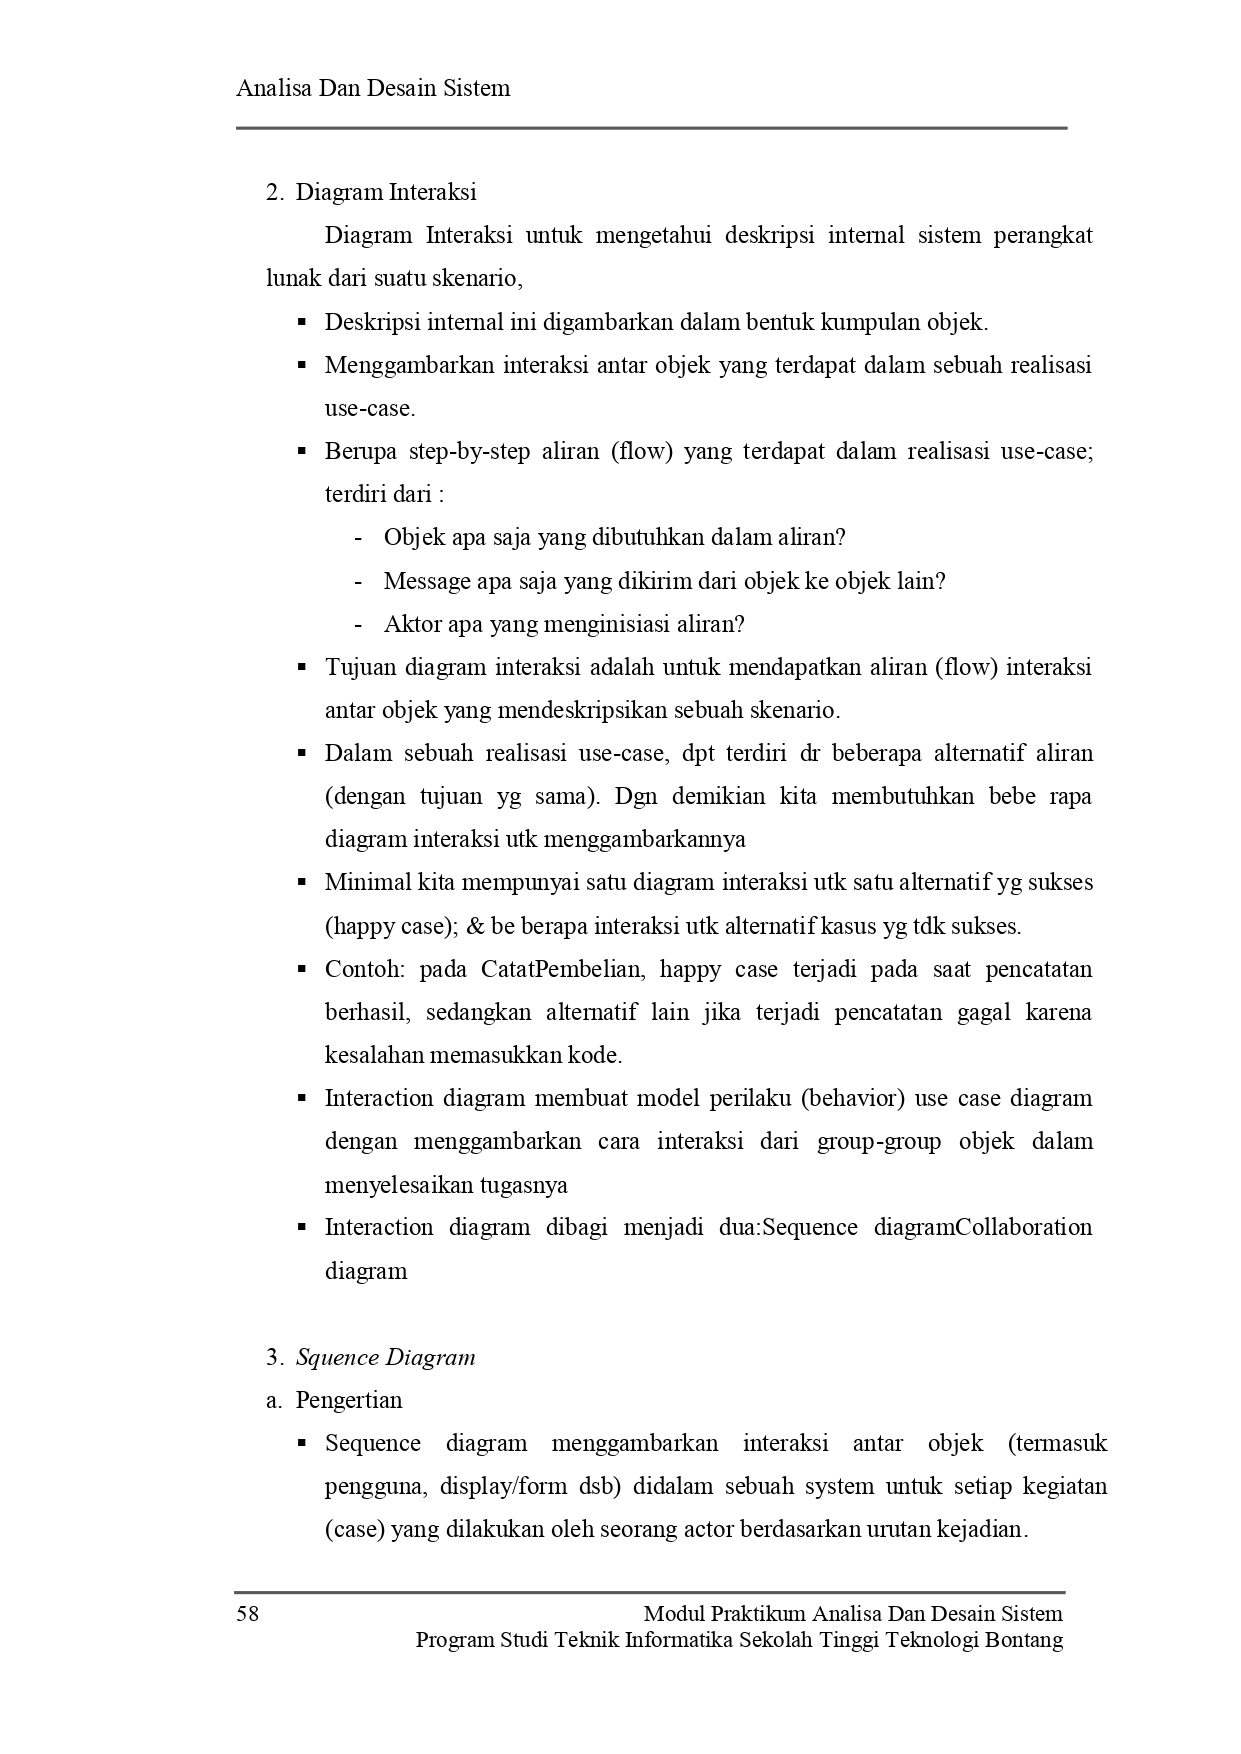 Analisa Dan Desain Sistem
2. Diagram Interaksi
Diagram Interaksi untuk mengetahui deskripsi internal sistem perangkat
lunak dari suatu skenario,
▪ Deskripsi internal ini digambarkan dalam bentuk kumpulan objek.
▪ Menggambarkan interaksi antar objek yang terdapat dalam sebuah realisasi
use-case.
▪ Berupa step-by-step aliran (flow) yang terdapat dalam realisasi use-case;
terdiri dari :
- Objek apa saja yang dibutuhkan dalam aliran?
- Message apa saja yang dikirim dari objek ke objek lain?
- Aktor apa yang menginisiasi aliran?
▪ Tujuan diagram interaksi adalah untuk mendapatkan aliran (flow) interaksi
antar objek yang mendeskripsikan sebuah skenario.
▪ Dalam sebuah realisasi use-case, dpt terdiri dr beberapa alternatif aliran
(dengan tujuan yg sama). Dgn demikian kita membutuhkan bebe rapa
diagram interaksi utk menggambarkannya
▪ Minimal kita mempunyai satu diagram interaksi utk satu alternatif yg sukses
(happy case); & be berapa interaksi utk alternatif kasus yg tdk sukses.
▪ Contoh: pada CatatPembelian, happy case terjadi pada saat pencatatan
berhasil, sedangkan alternatif lain jika terjadi pencatatan gagal karena
kesalahan memasukkan kode.
▪ Interaction diagram membuat model perilaku (behavior) use case diagram
dengan menggambarkan cara interaksi dari group-group objek dalam
menyelesaikan tugasnya
▪ Interaction diagram dibagi menjadi dua:Sequence diagramCollaboration
diagram
3. Squence Diagram
a. Pengertian
▪ Sequence diagram menggambarkan interaksi antar objek (termasuk
pengguna, display/form dsb) didalam sebuah system untuk setiap kegiatan
(case) yang dilakukan oleh seorang actor berdasarkan urutan kejadian.
58 Modul Praktikum Analisa Dan Desain Sistem
Program Studi Teknik Informatika Sekolah Tinggi Teknologi Bontang